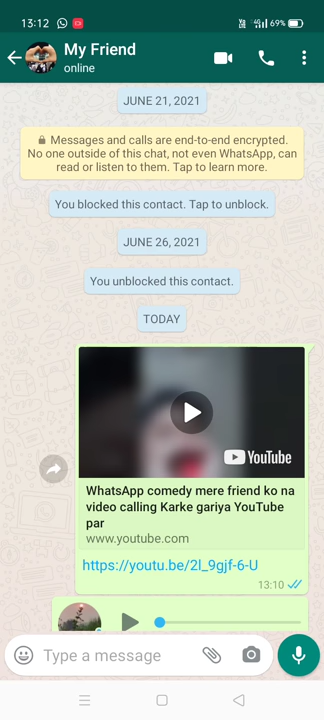 13:12
4G 69%
My Friend
online
JUNE 21, 2021
Messages and calls are end-to-end encrypted.
No one outside of this chat, not even WhatsApp, can
read or listen to them. Tap to learn more.
You blocked this contact. Tap to unblock.
JUNE 26, 2021
You unblocked this contact.
TODAY
YouTube
WhatsApp comedy mere friend ko na
video calling Karke gariya YouTube
par
www.youtube.com
https://youtu.be/2l_9gjf-6-U
13:10
Type a message